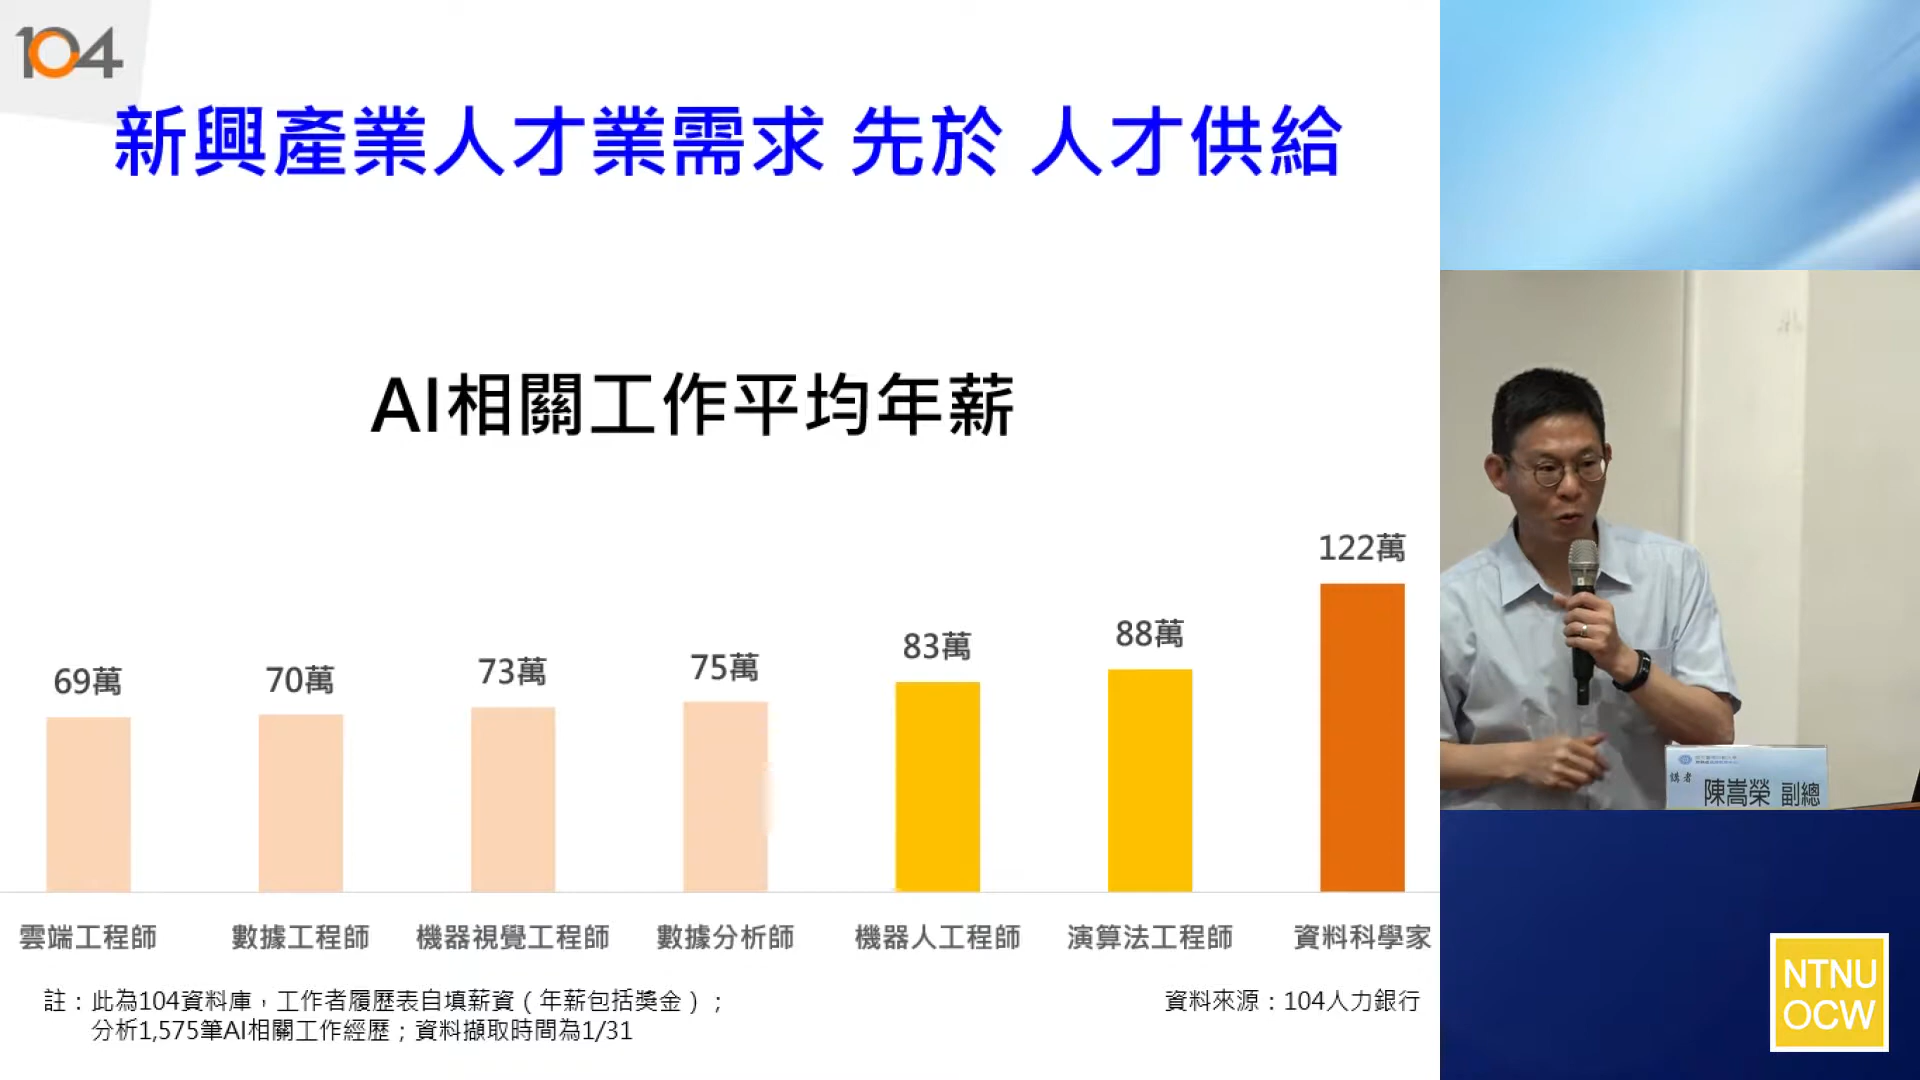 104
新興產業人才業需求 先於 人才供給
AI相關工作平均年薪
69萬
70萬
73萬
75萬
83萬
88萬
122萬
雲端工程師
數據工程師
機器視覺工程師
數據分析師
機器人工程師
演算法工程師
資料科學家
註：此為104資料庫，工作者履歷表自填薪資（年薪包括獎金）；
分析1,575筆AI相關工作經歷；資料擷取時間為1/31
資料來源：104人力銀行
講者 陳嵩榮 副總
NTNU
OCW